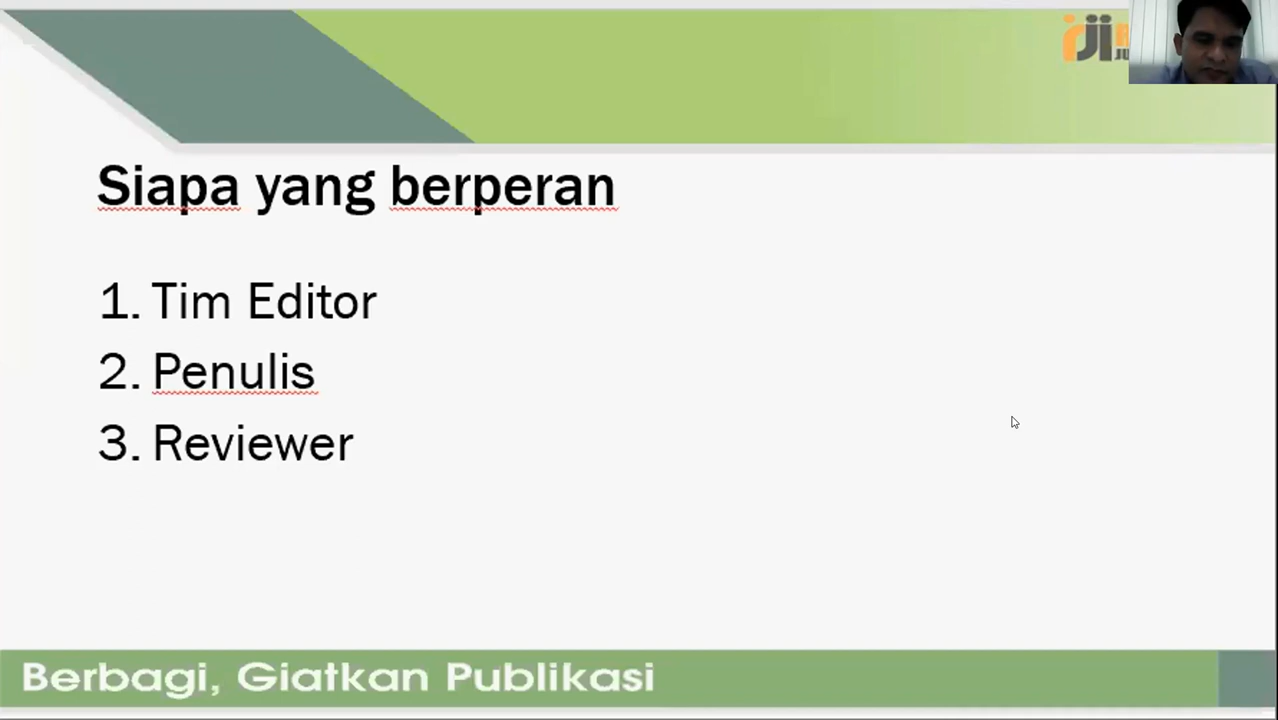 Siapa yang berperan
1. Tim Editor
2. Penulis
3. Reviewer
Berbagi, Giatkan Publikasi